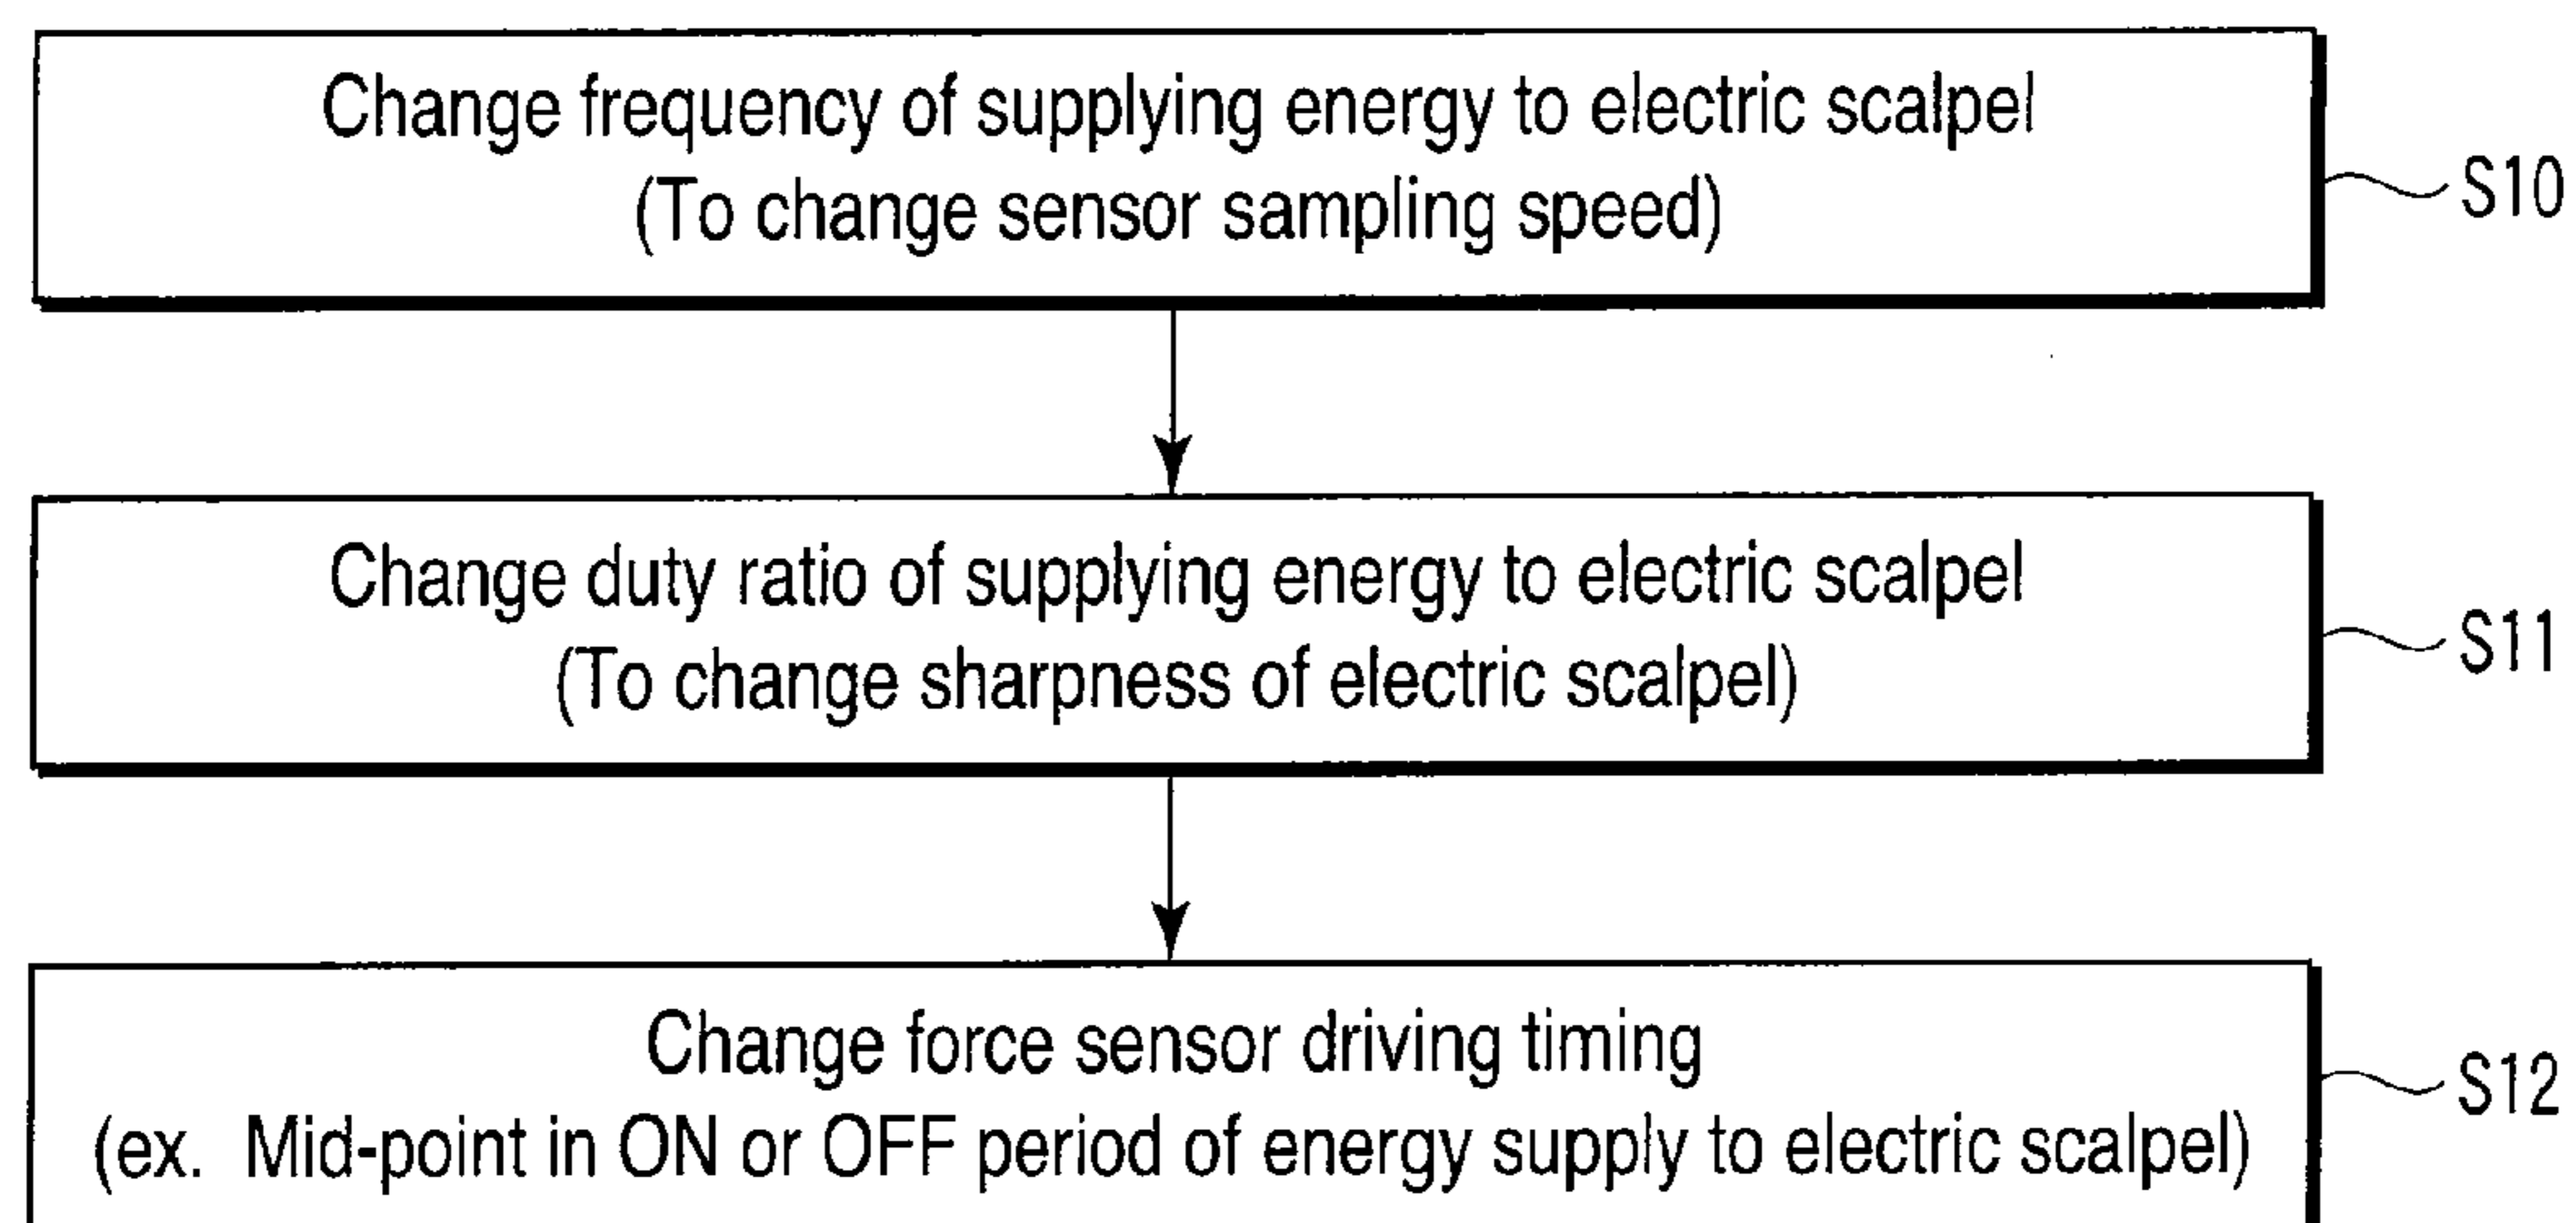 Change frequency of supplying energy to electric scalpel
(To change sensor sampling speed)
S10
Change duty ratio of supplying energy to electric scalpel
(To change sharpness of electric scalpel)
S11
Change force sensor driving timing
(ex. Mid-point in ON or OFF period of energy supply to electric scalpel)
S12